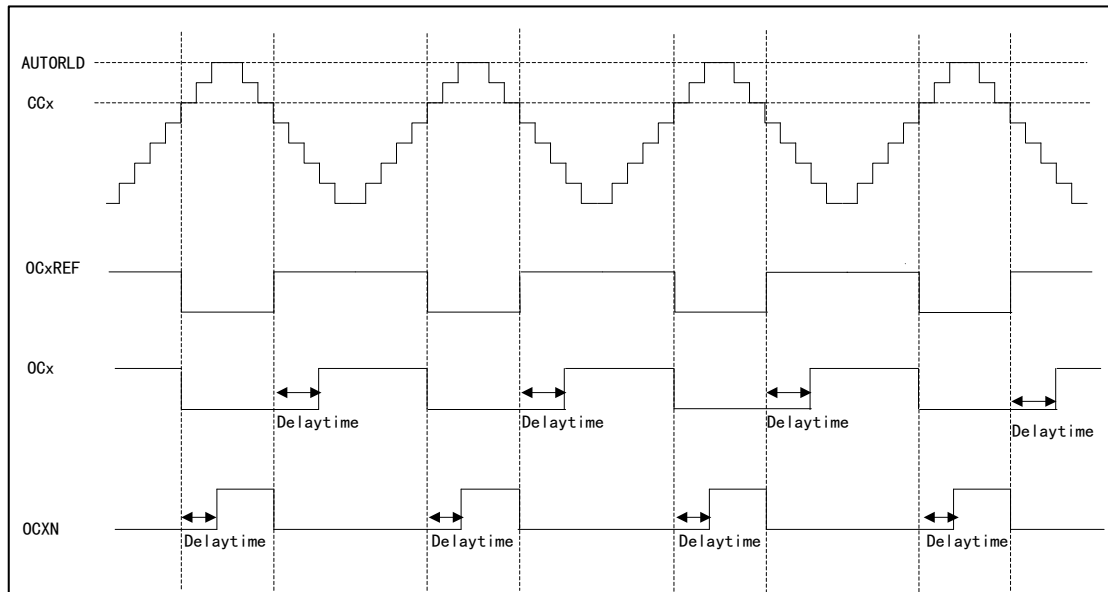 AUTORLD
CCx
OCxREF
OCx
Delaytime
Delaytime
Delaytime
Delaytime
OCXN
Delaytime
Delaytime
Delaytime
Delaytime